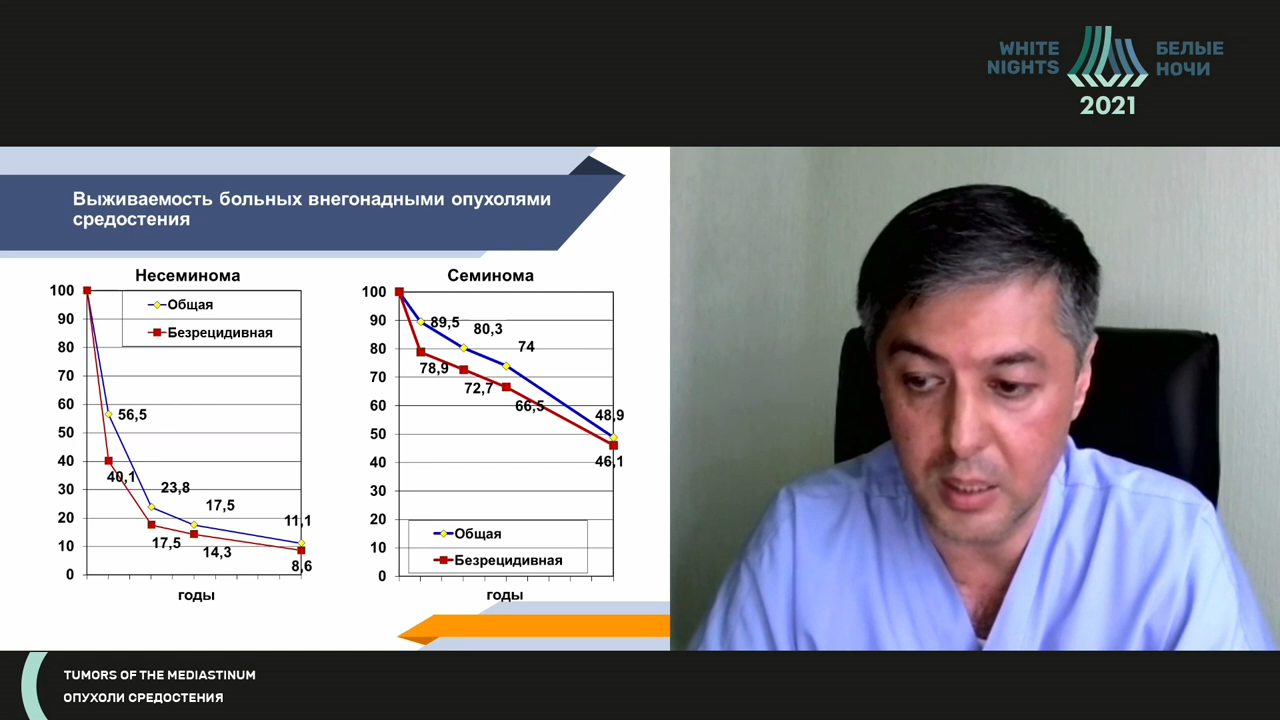 WHITE
NIGHTS
БЕЛЫЕ
НОЧИ
2021
Выживаемость больных внегонадными опухолями
средостения
Несеминома
100
90
80
70
60
50
40
30
20
10
0
Общая
Безрецидивная
56,5
40,1
23,8
17,5
17,5
14,3
11,1
8,6
годы
Семинома
100
90
80
70
60
50
40
30
20
10
0
89,5
80,3
74
78,9
72,7
66,5
48,9
46,1
Общая
Безрецидивная
годы
TUMORS OF THE MEDIASTINUM
ОПУХОЛИ СРЕДОСТЕНИЯ